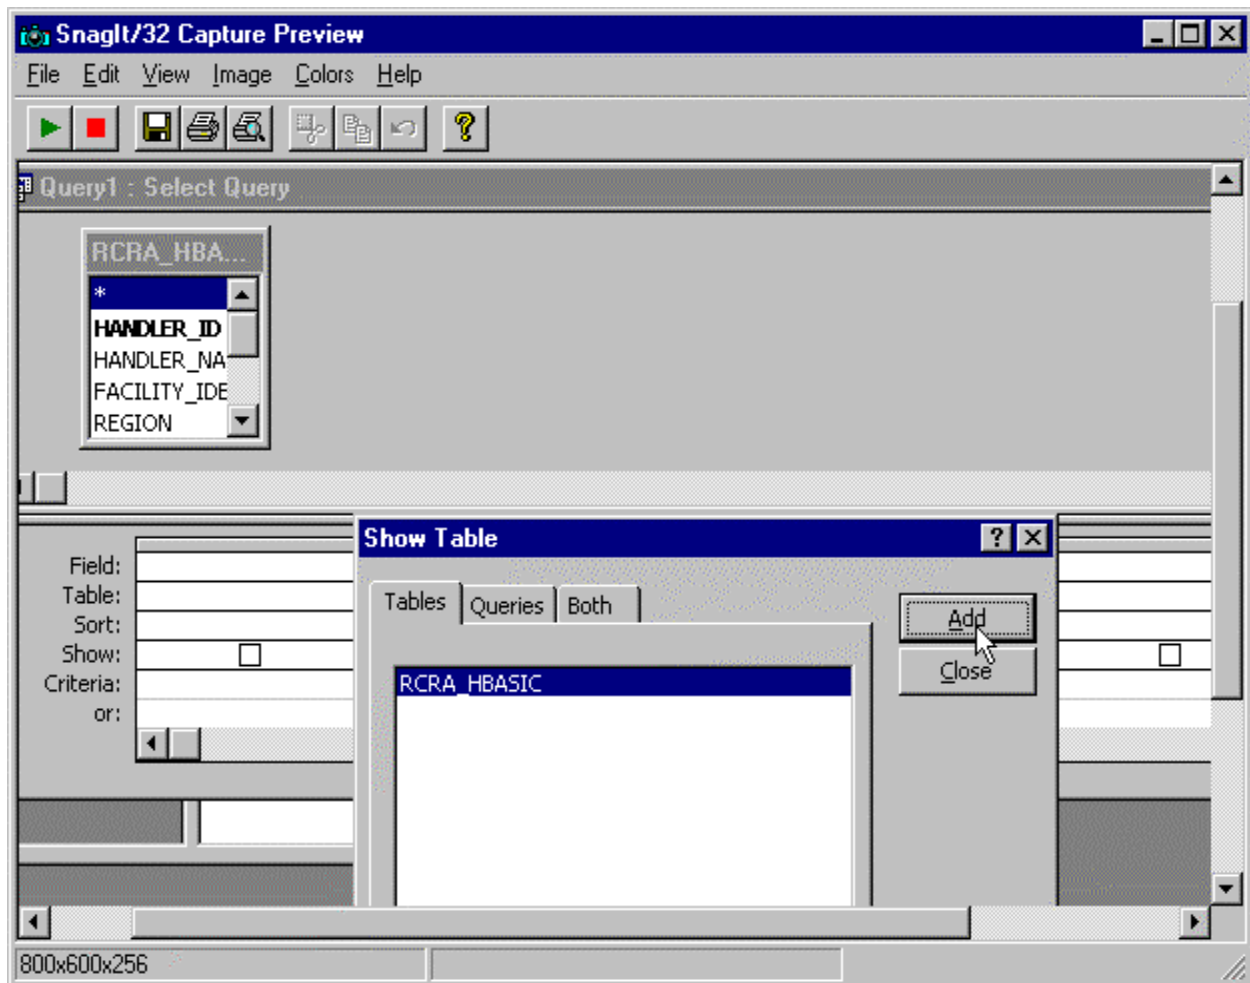 SnagIt/32 Capture Preview
File Edit View Image Colors Help
Query1 : Select Query
RCRA_HBA...
*
HANDLER_ID
HANDLER_NA
FACILITY_IDE
REGION
Show Table
Field:
Table:
Sort:
Show:
Criteria:
or:
Tables Queries Both
Add
Close
RCRA_HBASIC
800x600x256